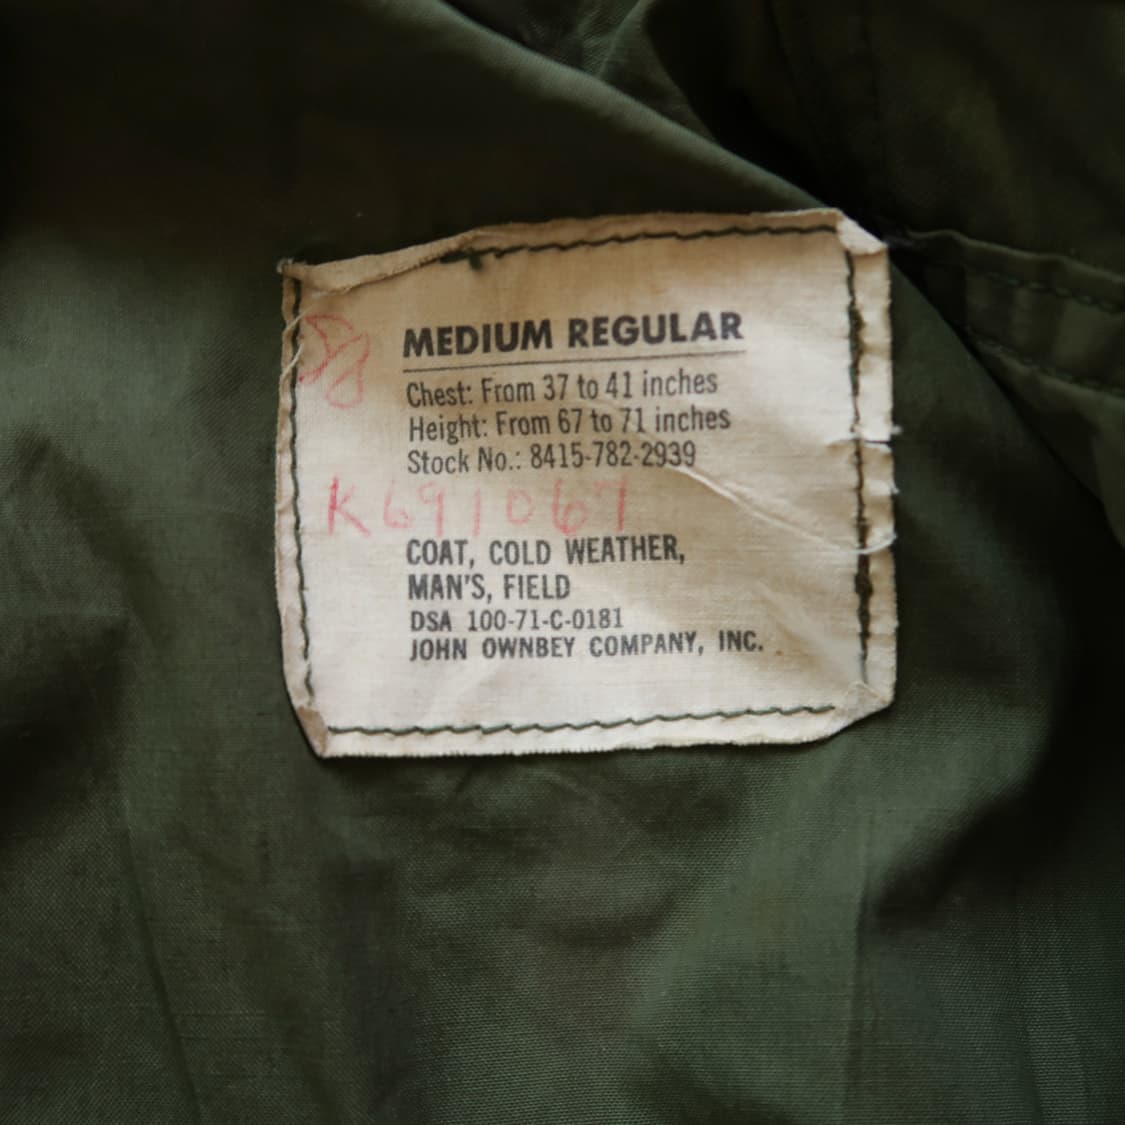 MEDIUM REGULAR
Chest: From 37 to 41 inches
Height: From 67 to 71 inches
Stock No.: 8415-782-2939
K691067
COAT, COLD WEATHER,
MAN'S, FIELD
DSA 100-71-C-0181
JOHN OWNBEY COMPANY, INC.